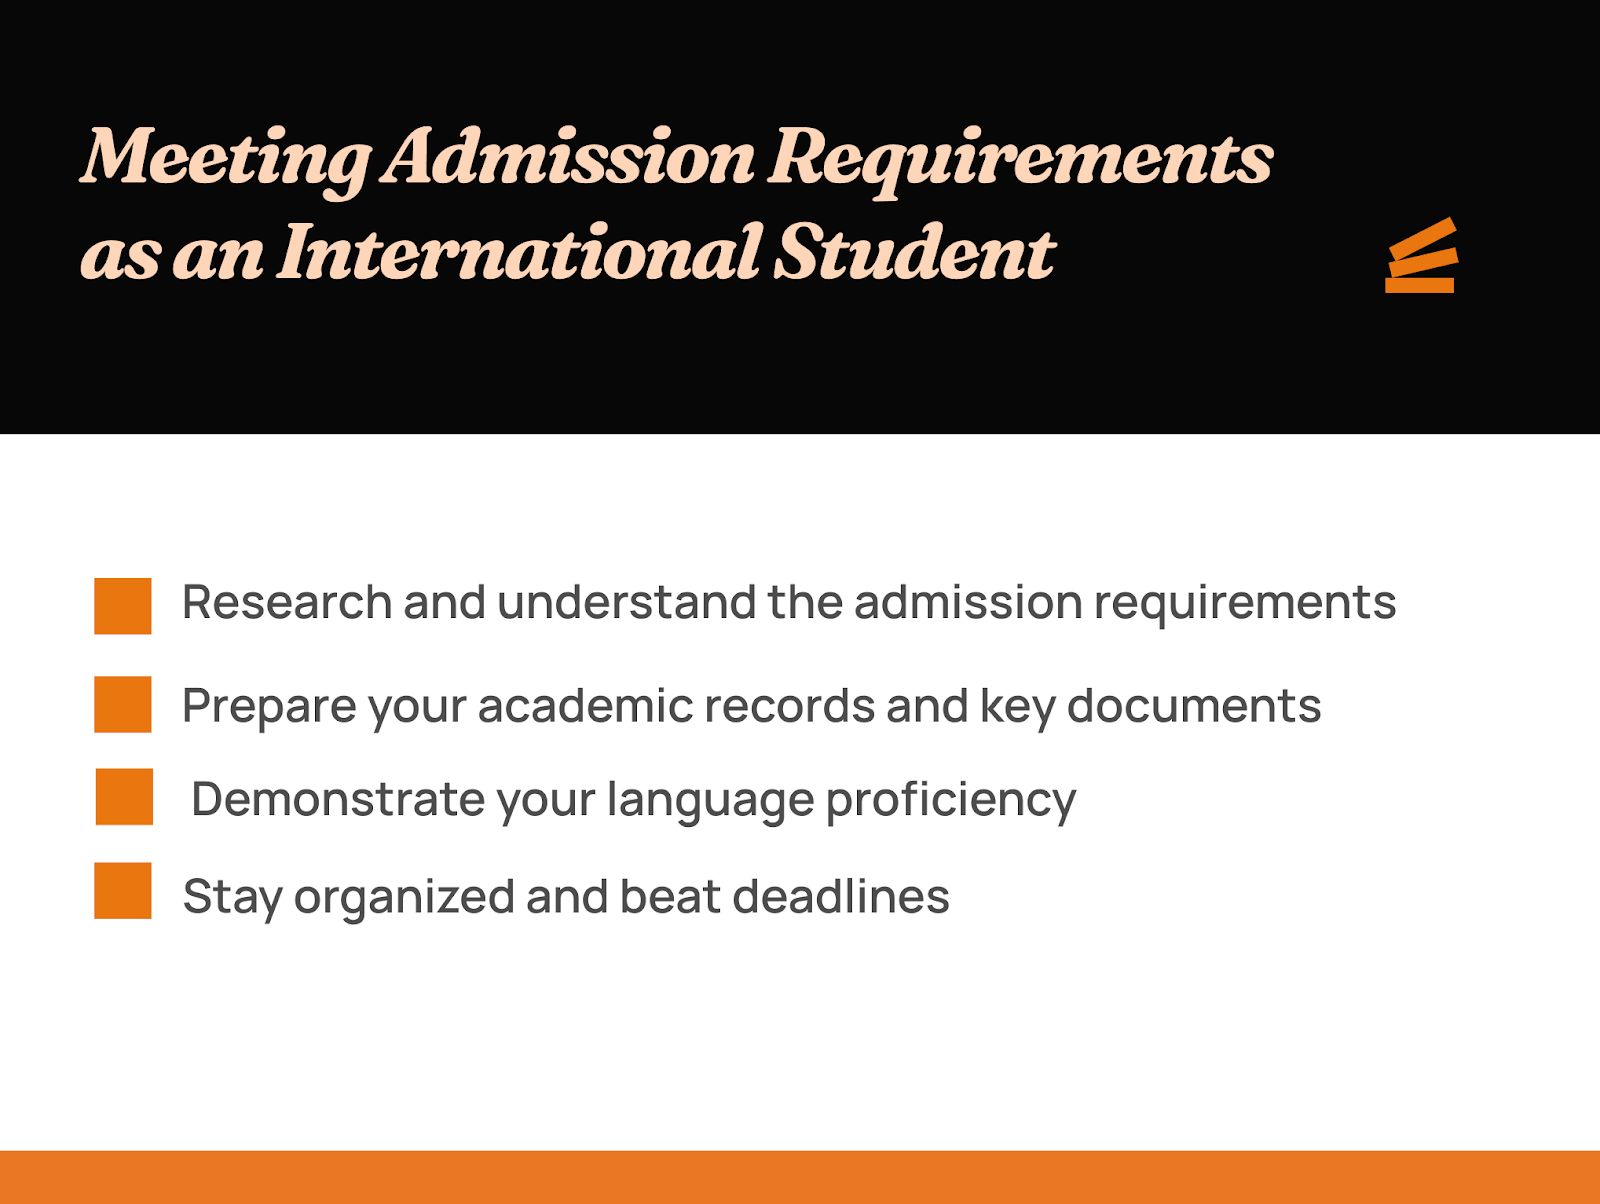 Meeting Admission Requirements
as an International Student
Research and understand the admission requirements
Prepare your academic records and key documents
Demonstrate your language proficiency
Stay organized and beat deadlines